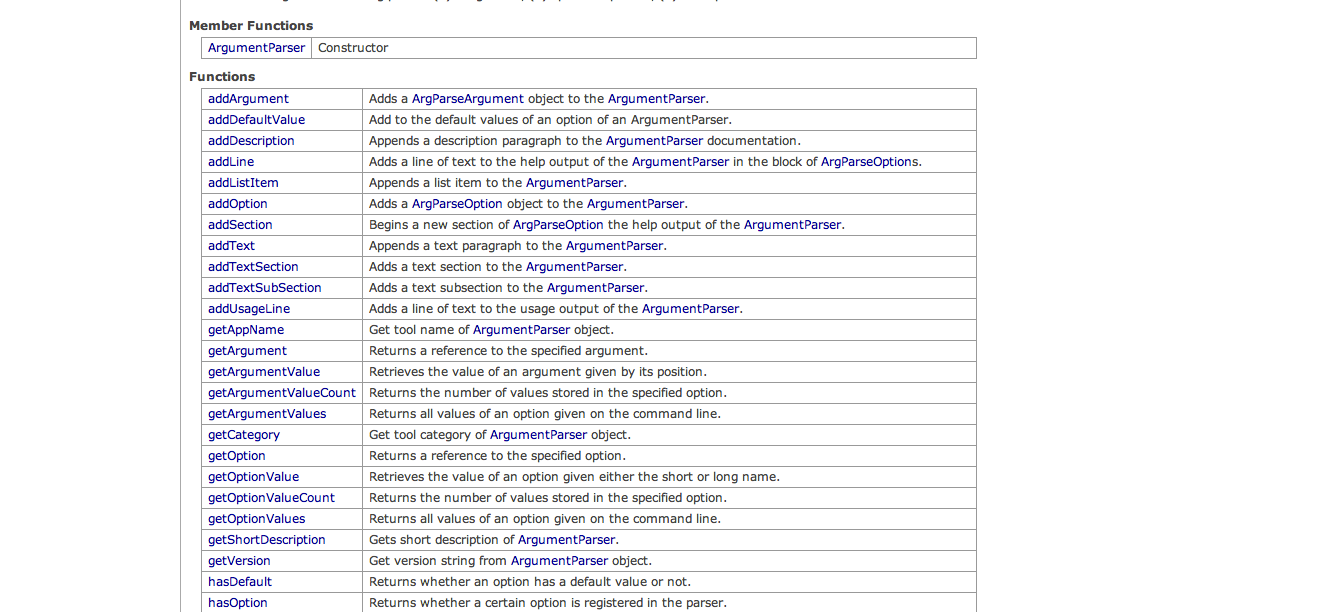 Member Functions
ArgumentParser Constructor
Functions
addArgument Adds a ArgParseArgument object to the ArgumentParser.
addDefaultValue Add to the default values of an option of an ArgumentParser.
addDescription Appends a description paragraph to the ArgumentParser documentation.
addLine Adds a line of text to the help output of the ArgumentParser in the block of ArgParseOptions.
addListItem Appends a list item to the ArgumentParser.
addOption Adds a ArgParseOption object to the ArgumentParser.
addSection Begins a new section of ArgParseOption the help output of the ArgumentParser.
addText Appends a text paragraph to the ArgumentParser.
addTextSection Adds a text section to the ArgumentParser.
addTextSubSection Adds a text subsection to the ArgumentParser.
addUsageLine Adds a line of text to the usage output of the ArgumentParser.
getAppName Get tool name of ArgumentParser object.
getArgument Returns a reference to the specified argument.
getArgumentValue Retrieves the value of an argument given by its position.
getArgumentValueCount Returns the number of values stored in the specified option.
getArgumentValues Returns all values of an option given on the command line.
getCategory Get tool category of ArgumentParser object.
getOption Returns a reference to the specified option.
getOptionValue Retrieves the value of an option given either the short or long name.
getOptionValueCount Returns the number of values stored in the specified option.
getOptionValues Returns all values of an option given on the command line.
getShortDescription Gets short description of ArgumentParser.
getVersion Get version string from ArgumentParser object.
hasDefault Returns whether an option has a default value or not.
hasOption Returns whether a certain option is registered in the parser.